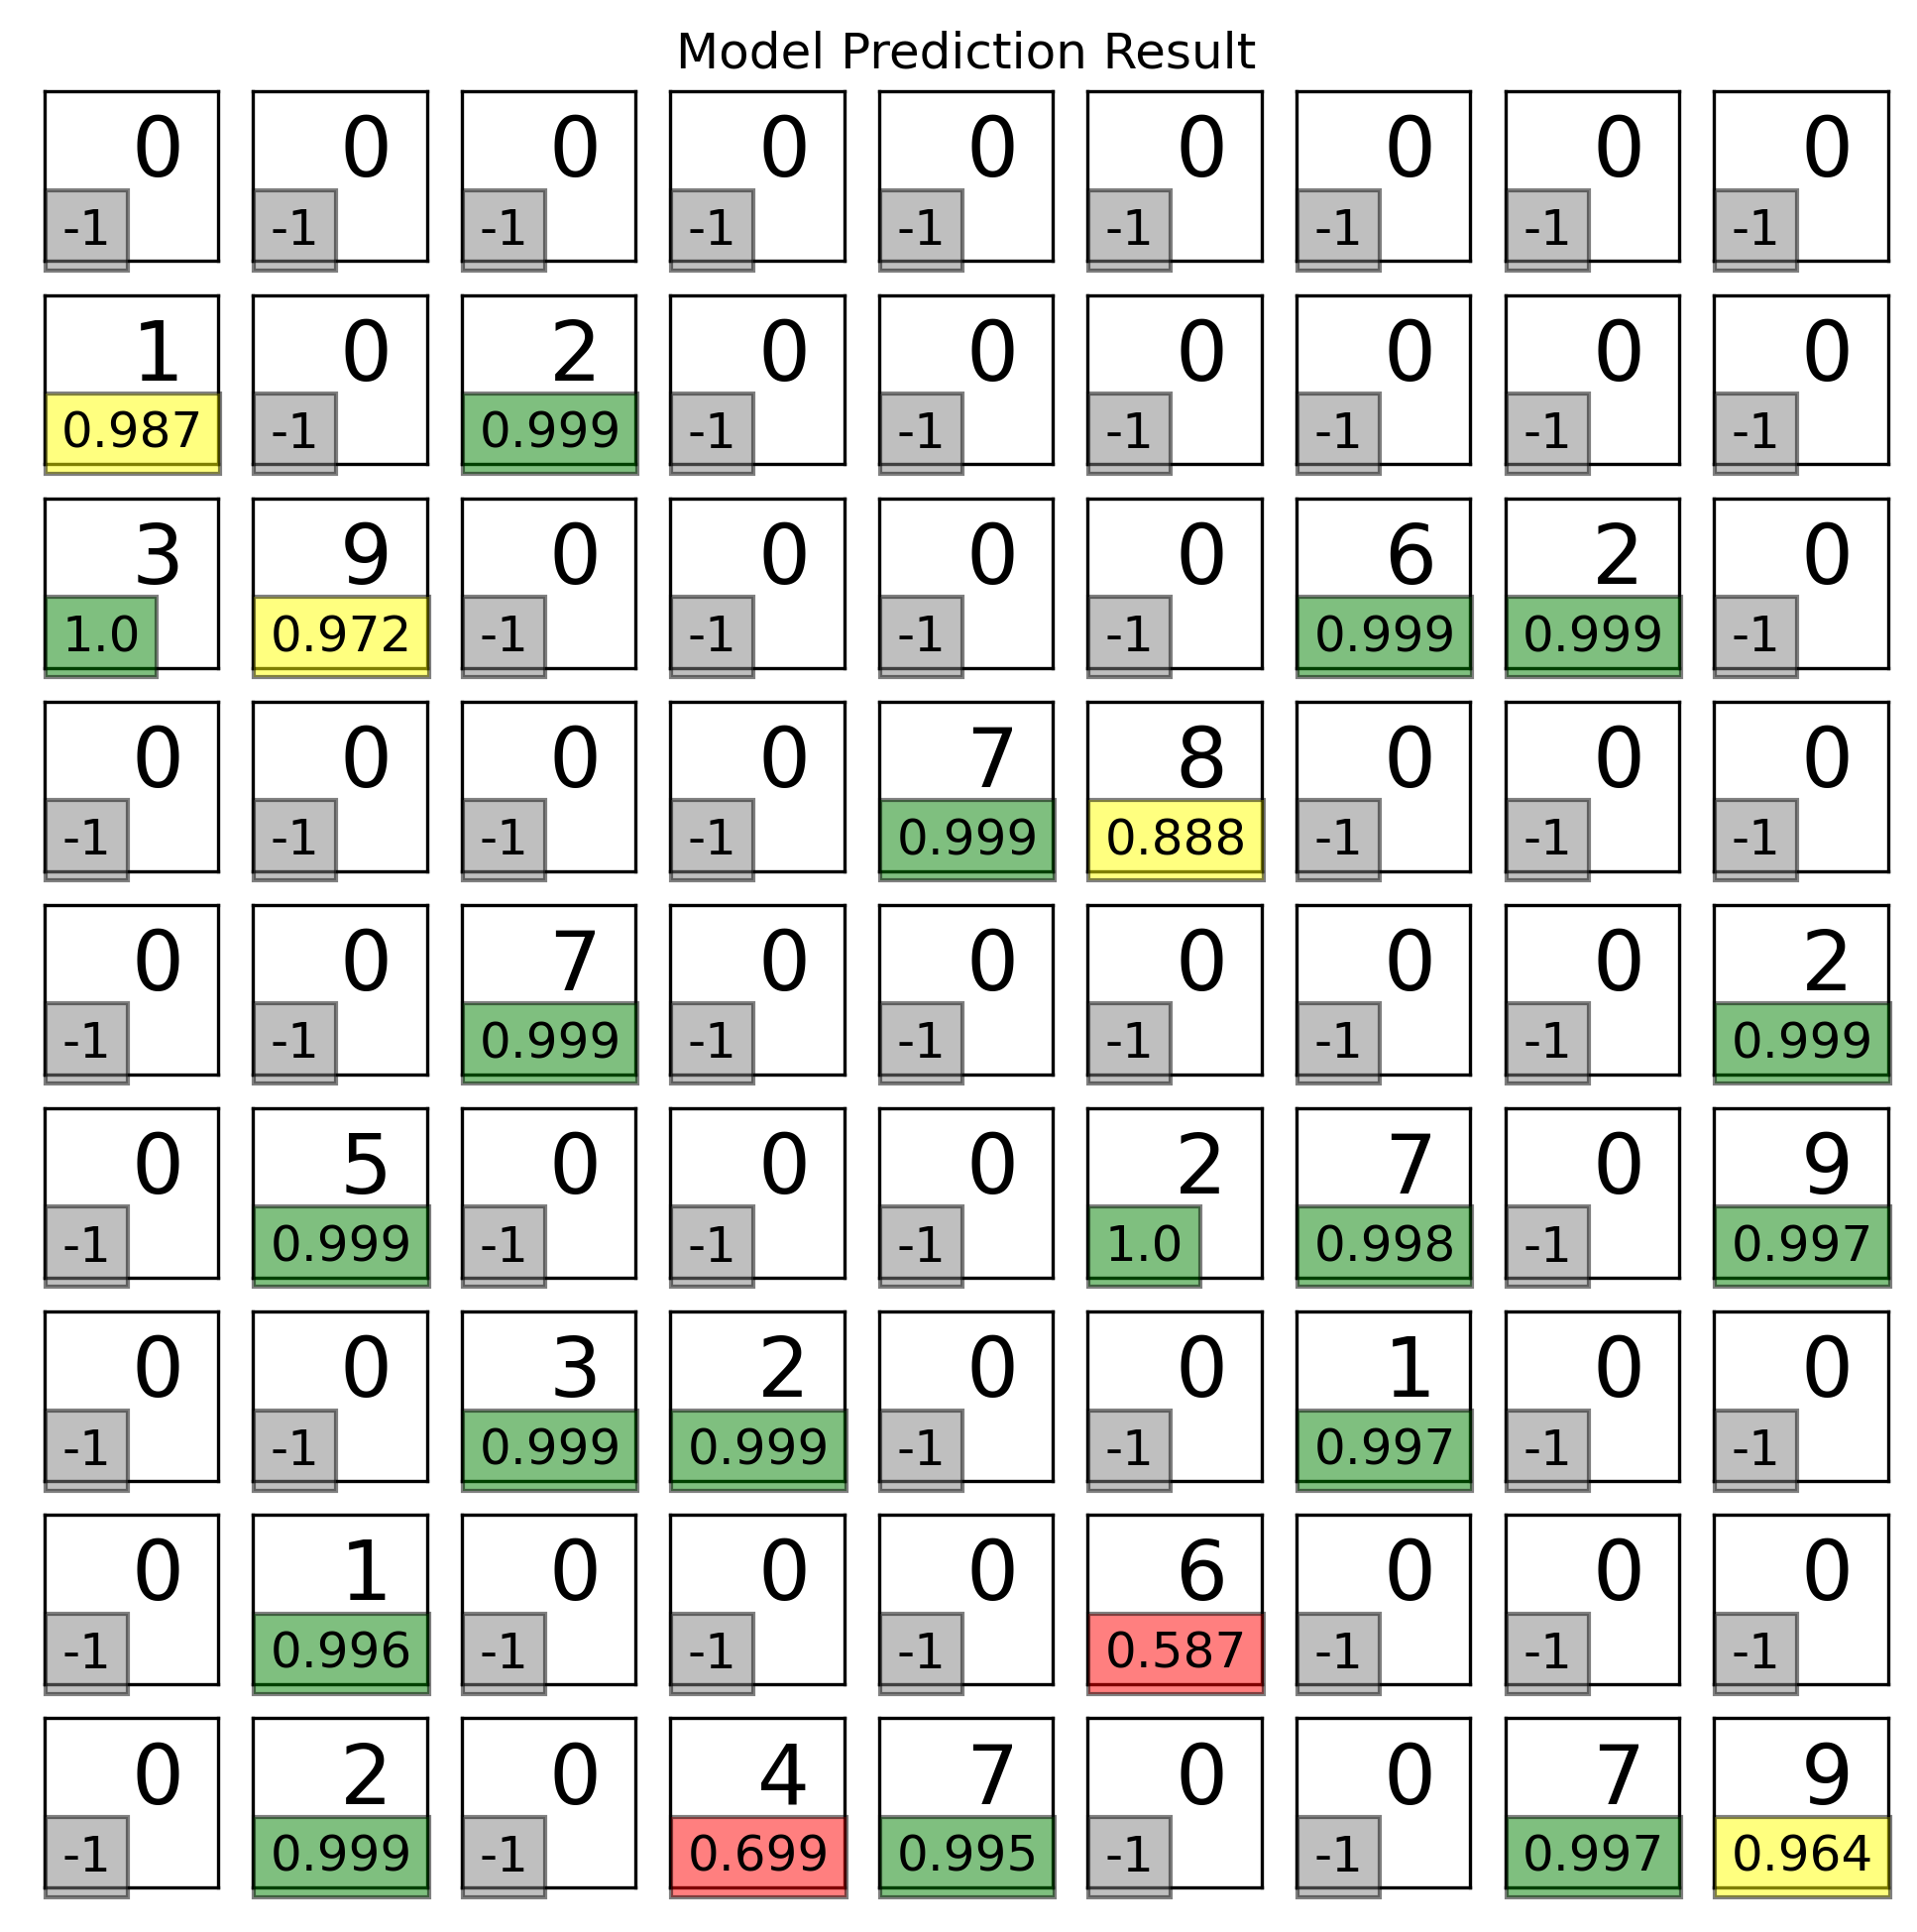 Model Prediction Result
0 0 0 0 0 0 0 0 0
-1 -1 -1 -1 -1 -1 -1 -1 -1
1 0 2 0 0 0 0 0 0
0.987 -1 0.999 -1 -1 -1 -1 -1 -1
3 9 0 0 0 0 6 2 0
1.0 0.972 -1 -1 -1 -1 0.999 0.999 -1
0 0 0 0 7 8 0 0 0
-1 -1 -1 -1 0.999 0.888 -1 -1 -1
0 0 7 0 0 0 0 0 2
-1 -1 0.999 -1 -1 -1 -1 -1 0.999
0 5 0 0 0 2 7 0 9
-1 0.999 -1 -1 -1 1.0 0.998 -1 0.997
0 0 3 2 0 0 1 0 0
-1 -1 0.999 0.999 -1 -1 0.997 -1 -1
0 1 0 0 0 6 0 0 0
-1 0.996 -1 -1 -1 0.587 -1 -1 -1
0 2 0 4 7 0 0 7 9
-1 0.999 -1 0.699 0.995 -1 -1 0.997 0.964